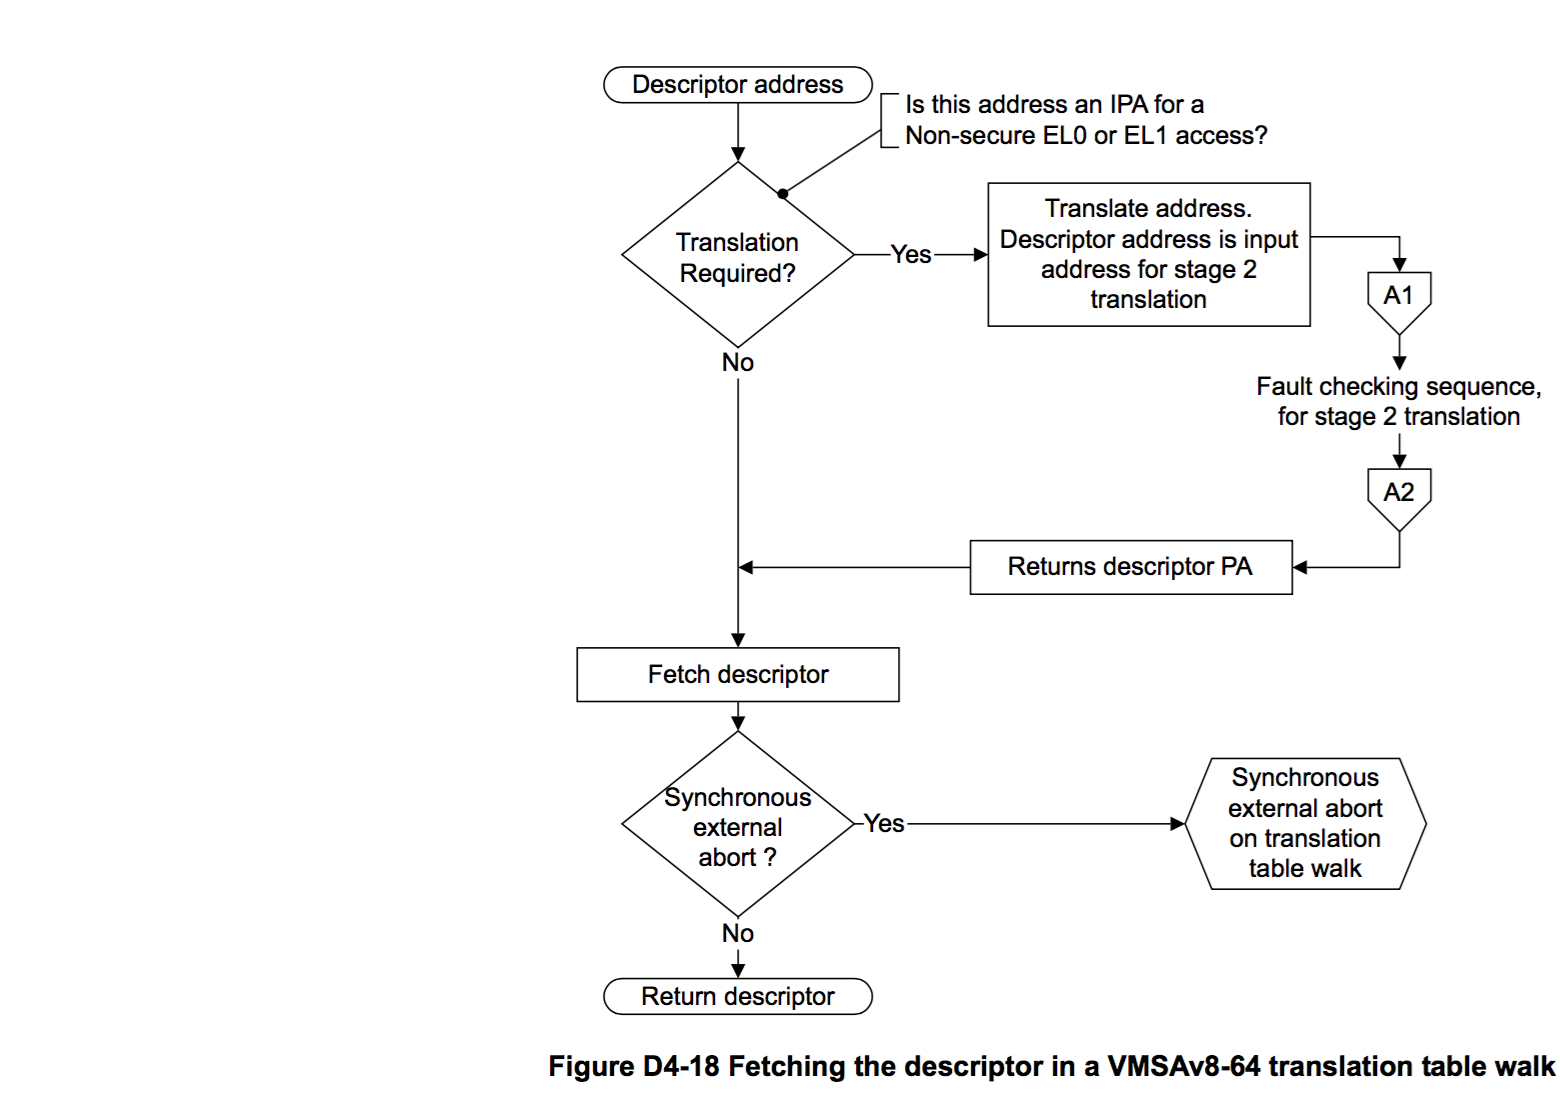 Descriptor address
Is this address an IPA for a
Non-secure EL0 or EL1 access?
Translation
Required?
Yes
Translate address.
Descriptor address is input
address for stage 2
translation
A1
No
Fault checking sequence,
for stage 2 translation
A2
Returns descriptor PA
Fetch descriptor
Synchronous
external
abort ?
Yes
Synchronous
external abort
on translation
table walk
No
Return descriptor
Figure D4-18 Fetching the descriptor in a VMSAv8-64 translation table walk